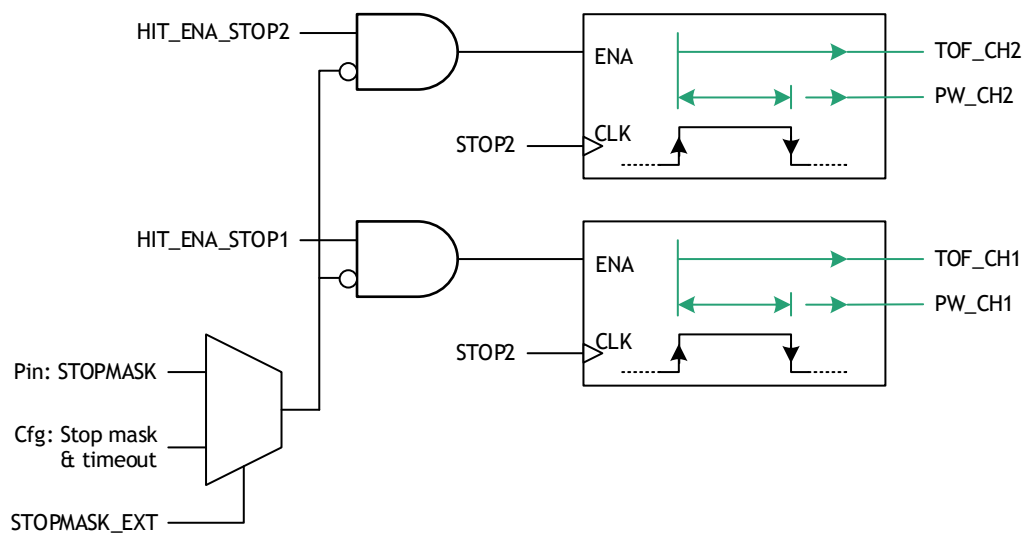 HIT_ENA_STOP2
ENA
TOF_CH2
PW_CH2
STOP2
CLK
HIT_ENA_STOP1
ENA
TOF_CH1
PW_CH1
STOP2
CLK
Pin: STOPMASK
Cfg: Stop mask
& timeout
STOPMASK_EXT